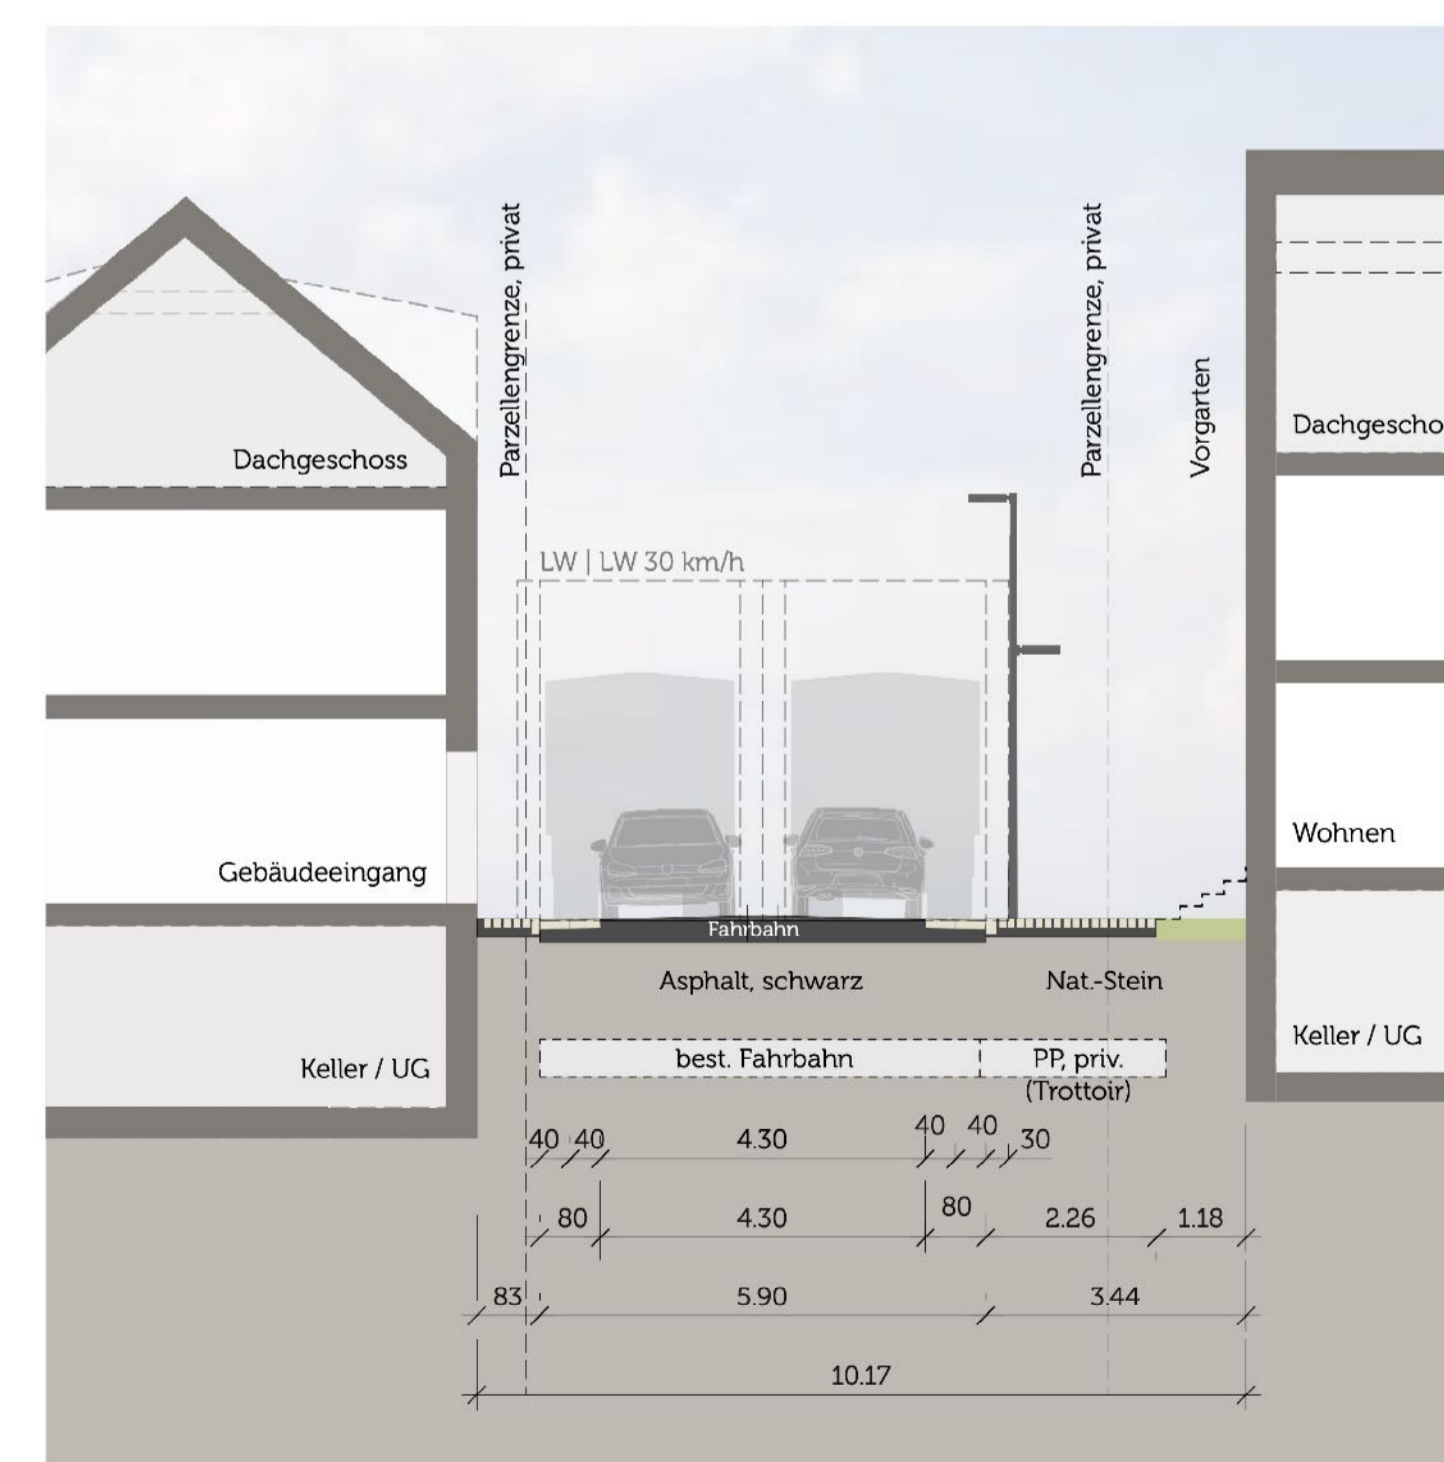 Parzellengrenze, privat
Parzellengrenze, privat
Vorgarten
Dachgescho
Dachgeschoss
LW | LW 30 km/h
Wohnen
Gebäudeeingang
Fahrbahn
Asphalt, schwarz
Nat.-Stein
Keller / UG
best. Fahrbahn
PP, priv.
Keller / UG
(Trottoir)
40 40 4.30 40 40 30
80 4.30 80 2.26 1.18
83 5.90 3.44
10.17